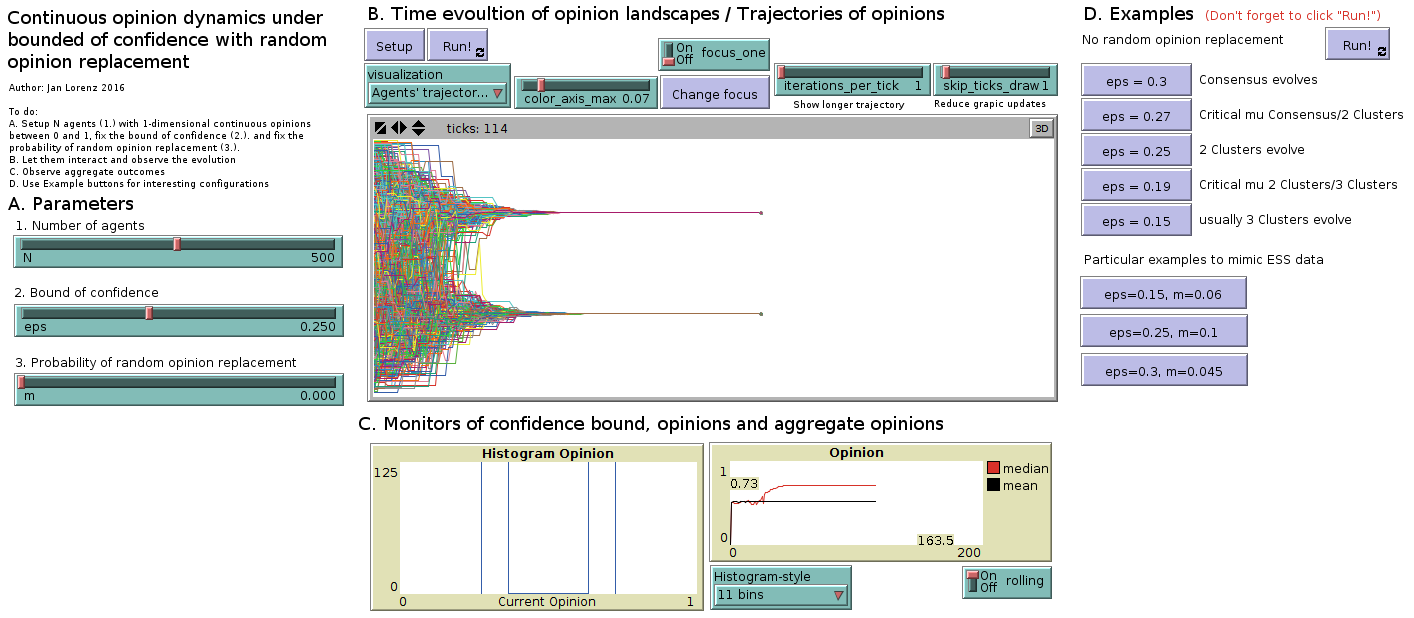 Continuous opinion dynamics under
bounded of confidence with random
opinion replacement
Author: Jan Lorenz 2016
To do:
A. Setup N agents (1.) with 1-dimensional continuous opinions
between 0 and 1, fix the bound of confidence (2.). and fix the
probability of random opinion replacement (3.).
B. Let them interact and observe the evolution
C. Observe aggregate outcomes
D. Use Example buttons for interesting configurations
A. Parameters
1. Number of agents
N 500
2. Bound of confidence
eps 0.250
3. Probability of random opinion replacement
m 0.000
B. Time evoultion of opinion landscapes / Trajectories of opinions
Setup
Run!
On
Off
focus_one
visualization
Agents' trajector...
color_axis_max 0.07
Change focus
iterations_per_tick 1
Show longer trajectory
skip_ticks_draw 1
Reduce grapic updates
ticks: 114
3D
C. Monitors of confidence bound, opinions and aggregate opinions
Histogram Opinion
125
0
0
Current Opinion
1
Opinion
1
0.73
0
0
163.5
200
median
mean
Histogram-style
11 bins
On
Off
rolling
D. Examples (Don't forget to click "Run!")
No random opinion replacement
Run!
eps = 0.3 Consensus evolves
eps = 0.27 Critical mu Consensus/2 Clusters
eps = 0.25 2 Clusters evolve
eps = 0.19 Critical mu 2 Clusters/3 Clusters
eps = 0.15 usually 3 Clusters evolve
Particular examples to mimic ESS data
eps=0.15, m=0.06
eps=0.25, m=0.1
eps=0.3, m=0.045